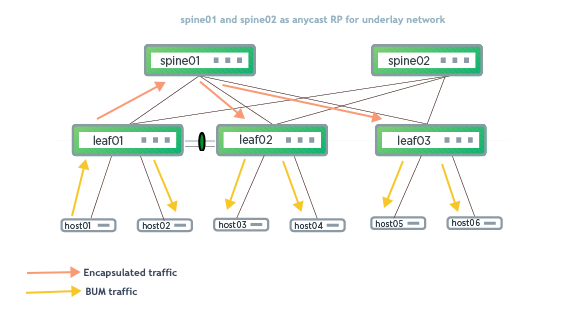 spine01 and spine02 as anycast RP for underlay network
spine01
spine02
leaf01
leaf02
leaf03
host01
host02
host03
host04
host05
host06
Encapsulated traffic
BUM traffic